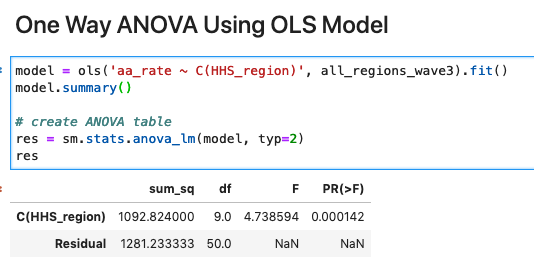 One Way ANOVA Using OLS Model
model = ols('aa_rate ~ C(HHS_region)', all_regions_wave3).fit()
model.summary()
# create ANOVA table
res = sm.stats.anova_lm(model, typ=2)
res
sum_sq df F PR(>F)
C(HHS_region) 1092.824000 9.0 4.738594 0.000142
Residual 1281.233333 50.0 NaN NaN